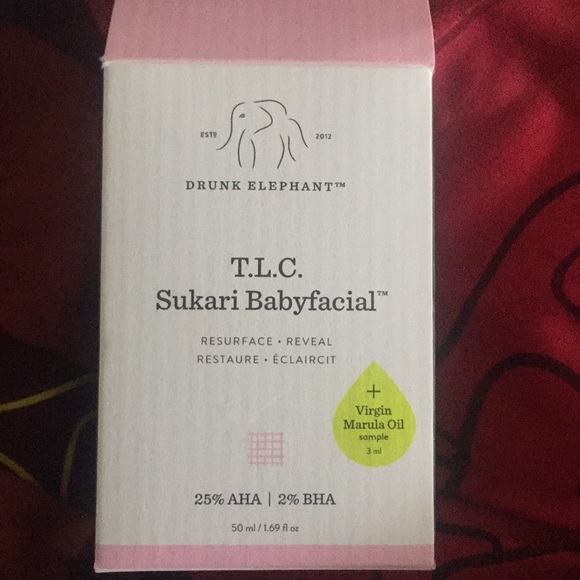 ESTD 2012
DRUNK ELEPHANT™
T.L.C.
Sukari Babyfacial™
RESURFACE • REVEAL
RESTAURE • ÉCLAIRCIT
+
Virgin
Marula Oil
sample
3 ml
25% AHA | 2% BHA
50 ml / 1.69 fl oz